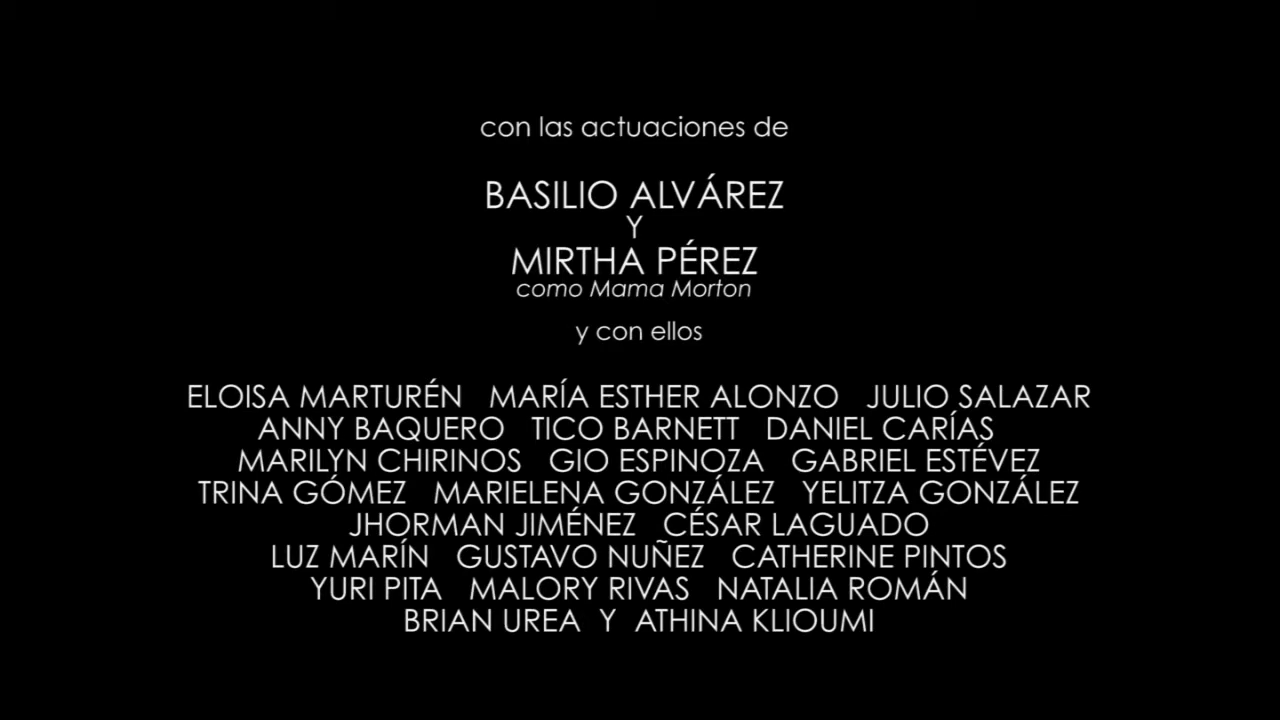 con las actuaciones de
BASILIO ALVÁREZ
Y
MIRTHA PÉREZ
como Mama Morton
y con ellos
ELOISA MARTURÉN MARÍA ESTHER ALONZO JULIO SALAZAR
ANNY BAQUERO TICO BARNETT DANIEL CARÍAS
MARILYN CHIRINOS GIO ESPINOZA GABRIEL ESTÉVEZ
TRINA GÓMEZ MARIELENA GONZÁLEZ YELITZA GONZÁLEZ
JHORMAN JIMÉNEZ CÉSAR LAGUADO
LUZ MARÍN GUSTAVO NUÑEZ CATHERINE PINTOS
YURI PITA MALORY RIVAS NATALIA ROMÁN
BRIAN UREA Y ATHINA KLIOUMI